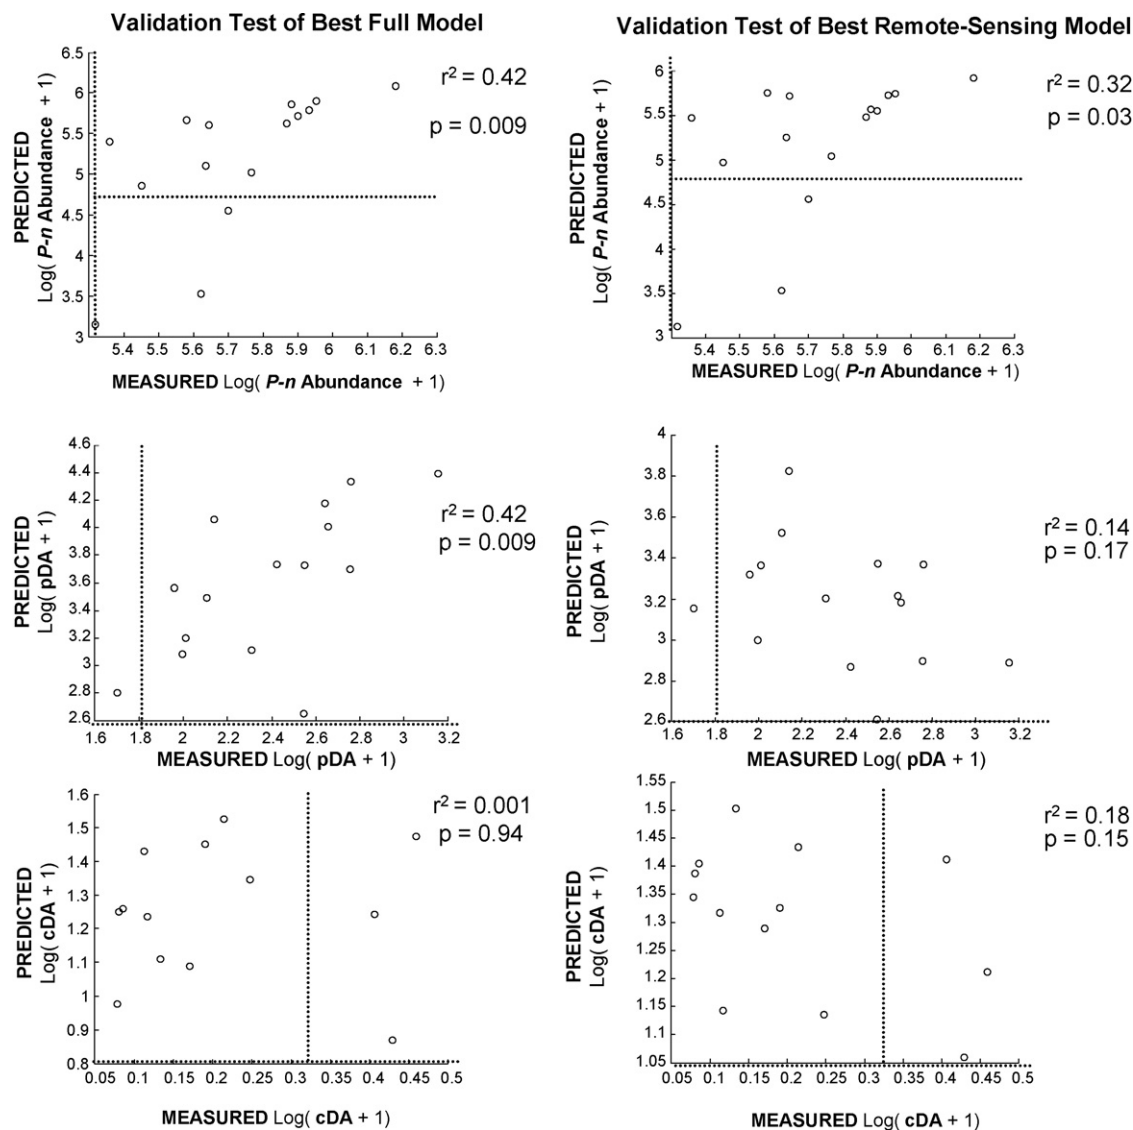 Validation Test of Best Full Model
6.5
6
5.5
5
4.5
4
3.5
3
PREDICTED
Log( P-n Abundance + 1)
r² = 0.42
p = 0.009
5.4 5.5 5.6 5.7 5.8 5.9 6 6.1 6.2 6.3
MEASURED Log( P-n Abundance + 1)
Validation Test of Best Remote-Sensing Model
6
5.5
5
4.5
4
3.5
3
PREDICTED
Log( P-n Abundance + 1)
r² = 0.32
p = 0.03
5.4 5.5 5.6 5.7 5.8 5.9 6 6.1 6.2 6.3
MEASURED Log( P-n Abundance + 1)
4.6
4.4
4.2
4
3.8
3.6
3.4
3.2
3
2.8
2.6
PREDICTED
Log( pDA + 1)
r² = 0.42
p = 0.009
1.6 1.8 2 2.2 2.4 2.6 2.8 3 3.2
MEASURED Log( pDA + 1)
4
3.8
3.6
3.4
3.2
3
2.8
2.6
PREDICTED
Log( pDA + 1)
r² = 0.14
p = 0.17
1.6 1.8 2 2.2 2.4 2.6 2.8 3 3.2
MEASURED Log( pDA + 1)
1.6
1.5
1.4
1.3
1.2
1.1
1
0.9
0.8
PREDICTED
Log( cDA + 1)
r² = 0.001
p = 0.94
0.05 0.1 0.15 0.2 0.25 0.3 0.35 0.4 0.45 0.5
MEASURED Log( cDA + 1)
1.55
1.5
1.45
1.4
1.35
1.3
1.25
1.2
1.15
1.1
1.05
PREDICTED
Log( cDA + 1)
r² = 0.18
p = 0.15
0.05 0.1 0.15 0.2 0.25 0.3 0.35 0.4 0.45 0.5
MEASURED Log( cDA + 1)